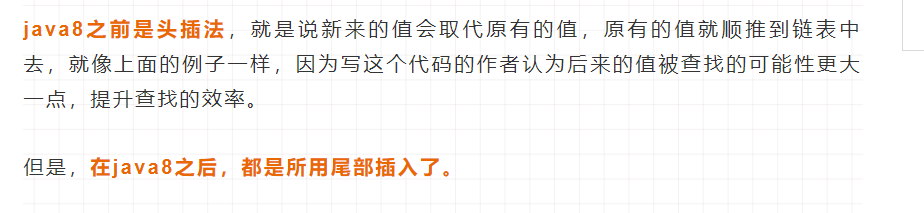 java8之前是头插法，就是说新来的值会取代原有的值，原有的值就顺推到链表中
去，就像上面的例子一样，因为写这个代码的作者认为后来的值被查找的可能性更大
一点，提升查找的效率。
但是，在java8之后，都是所用尾部插入了。